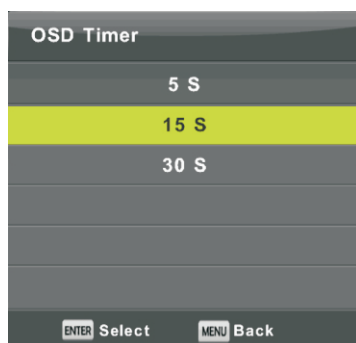 OSD Timer
5 S
15 S
30 S
ENTER Select MENU Back